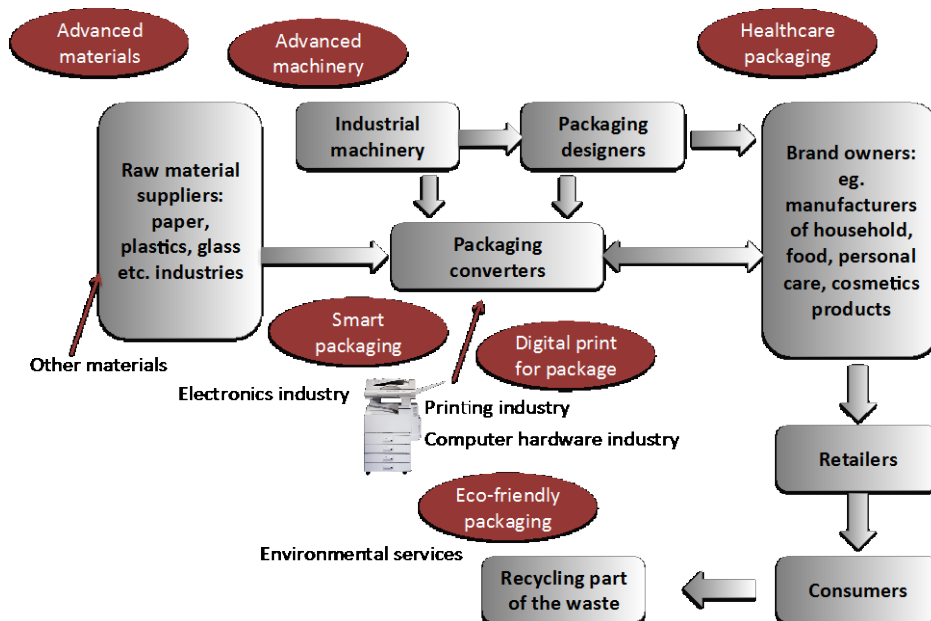 Advanced
materials
Advanced
machinery
Healthcare
packaging
Raw material
suppliers:
paper,
plastics, glass
etc. industries
Industrial
machinery
Packaging
designers
Brand owners:
eg.
manufacturers
of household,
food, personal
care, cosmetics
products
Packaging
converters
Other materials
Smart
packaging
Digital print
for package
Electronics industry
Printing industry
Computer hardware industry
Retailers
Eco-friendly
packaging
Environmental services
Recycling part
of the waste
Consumers